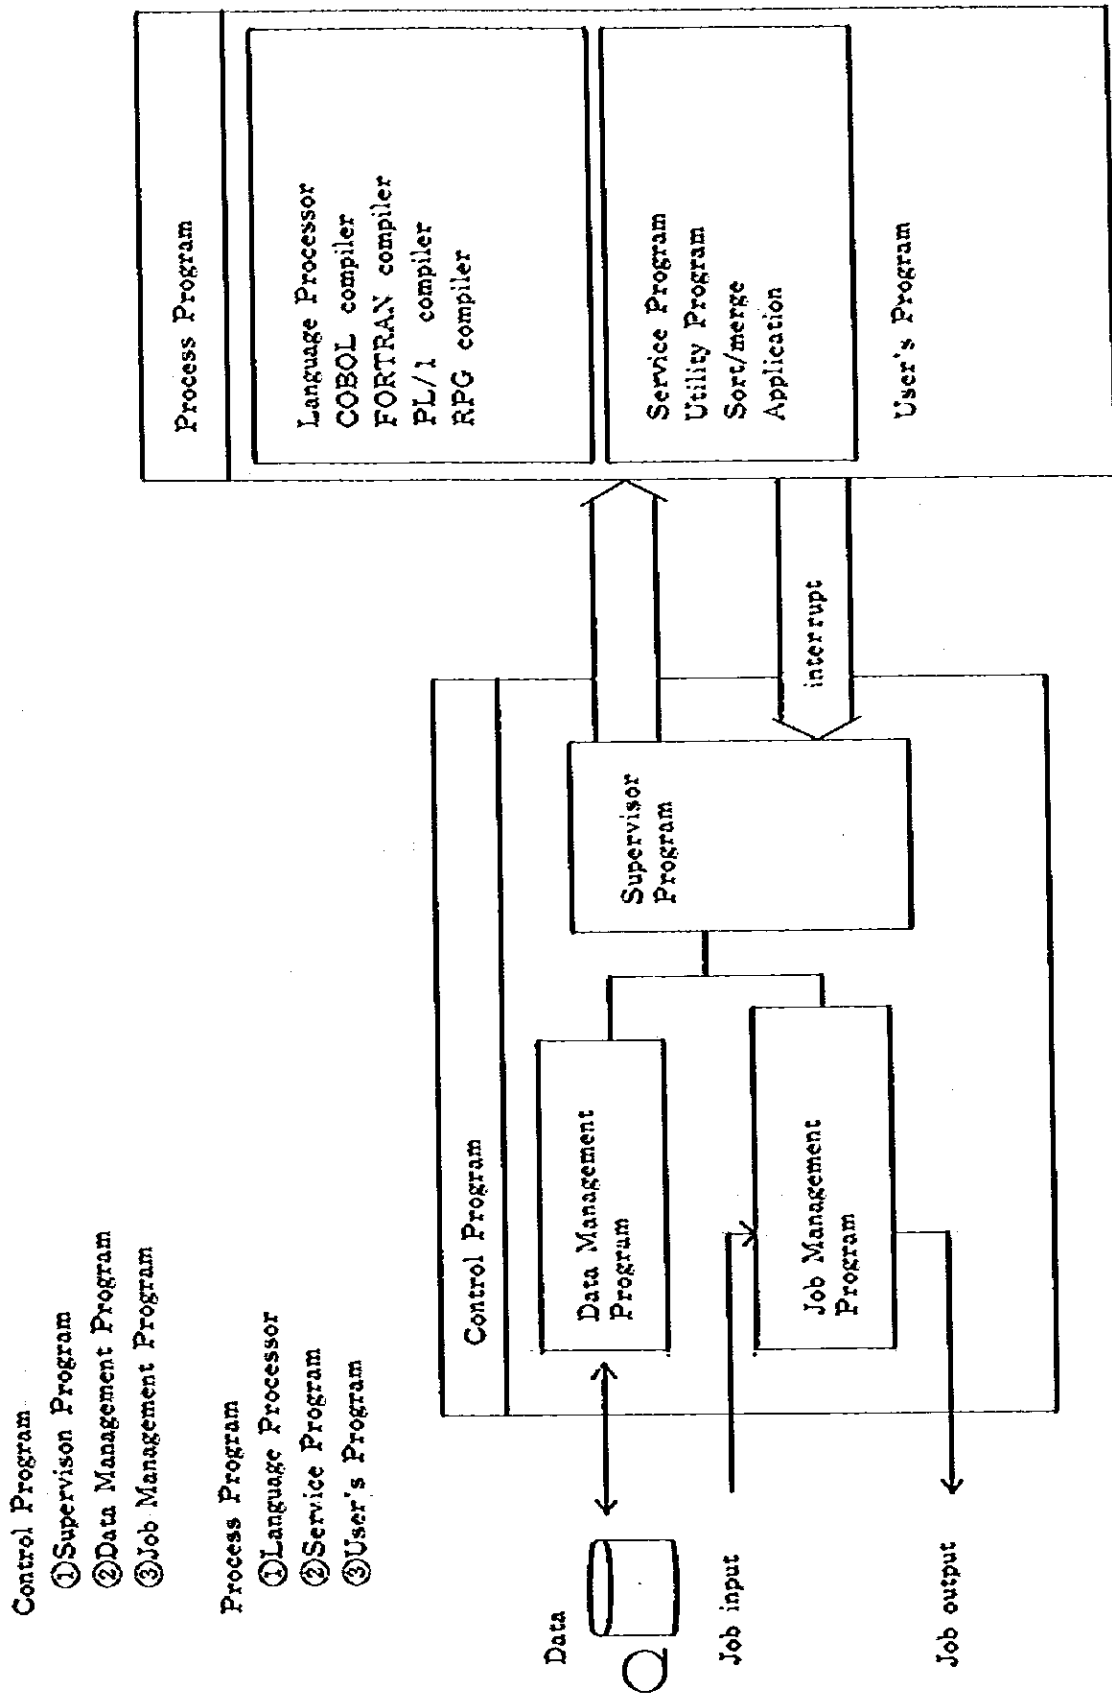 Control Program
①Supervison Program
②Data Management Program
③Job Management Program
Process Program
①Language Processor
②Service Program
③User's Program
Data
Job input
Job output
Control Program
Data Management
Program
Job Management
Program
Supervisor
Program
interrupt
Process Program
Language Processor
COBOL compiler
FORTRAN compiler
PL/1 compiler
RPG compiler
Service Program
Utility Program
Sort/merge
Application
User's Program